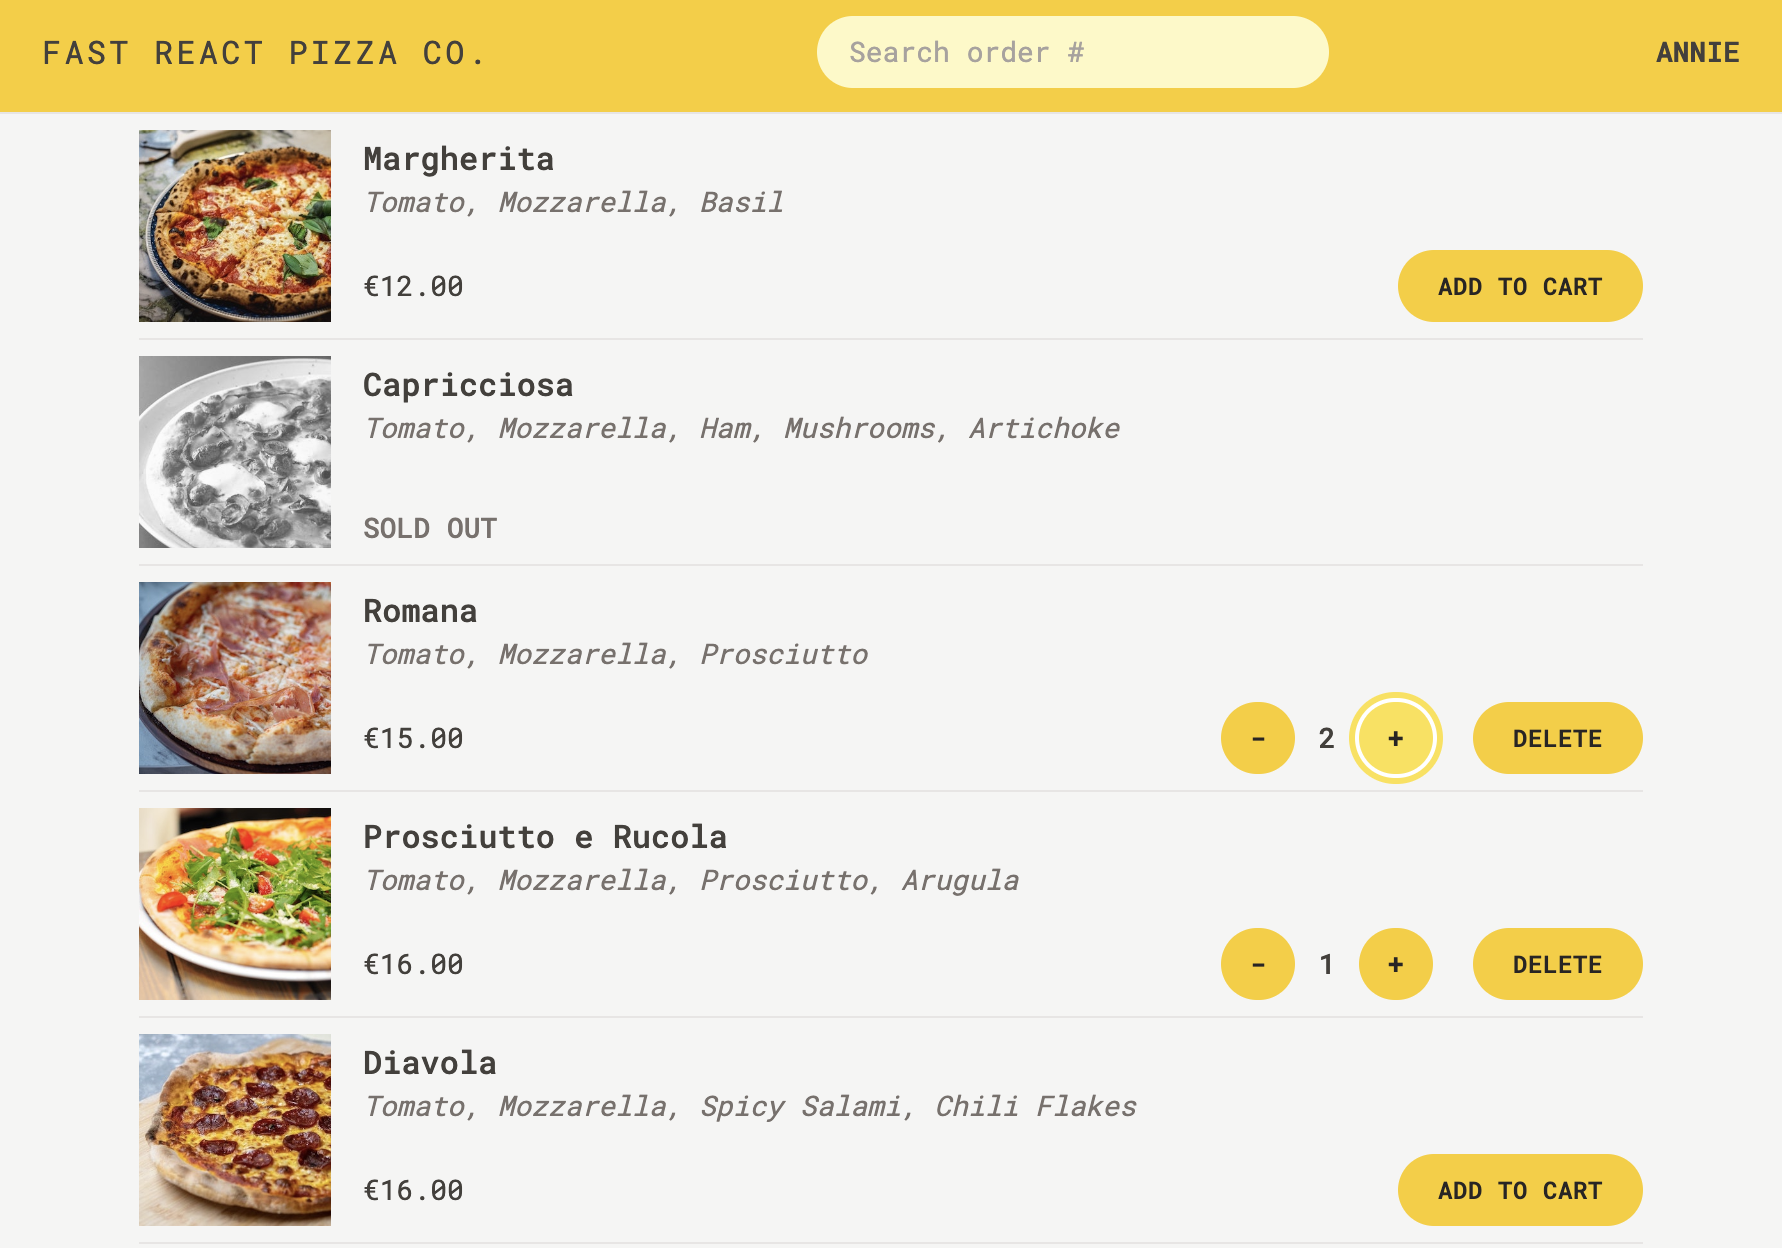 FAST REACT PIZZA CO.
Search order #
ANNIE
Margherita
Tomato, Mozzarella, Basil
€12.00
ADD TO CART
Capricciosa
Tomato, Mozzarella, Ham, Mushrooms, Artichoke
SOLD OUT
Romana
Tomato, Mozzarella, Prosciutto
€15.00
- 2 + DELETE
Prosciutto e Rucola
Tomato, Mozzarella, Prosciutto, Arugula
€16.00
- 1 + DELETE
Diavola
Tomato, Mozzarella, Spicy Salami, Chili Flakes
€16.00
ADD TO CART